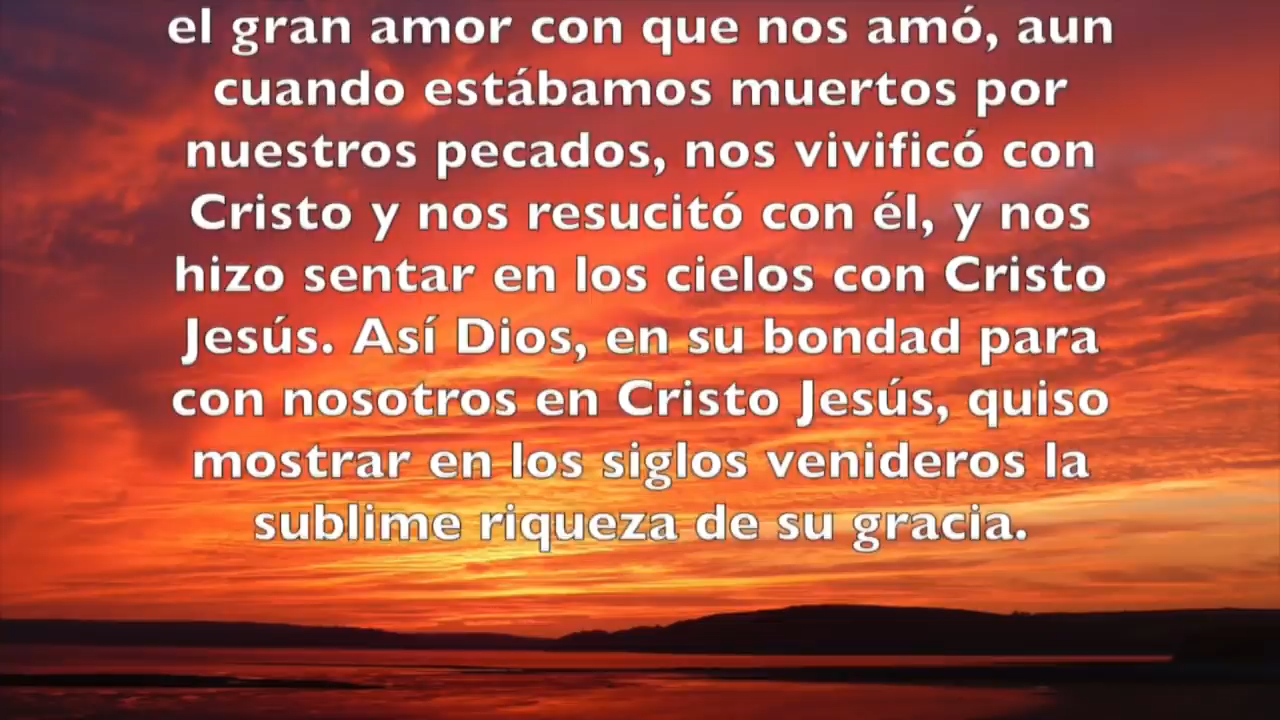 el gran amor con que nos amó, aun
cuando estábamos muertos por
nuestros pecados, nos vivificó con
Cristo y nos resucitó con él, y nos
hizo sentar en los cielos con Cristo
Jesús. Así Dios, en su bondad para
con nosotros en Cristo Jesús, quiso
mostrar en los siglos venideros la
sublime riqueza de su gracia.